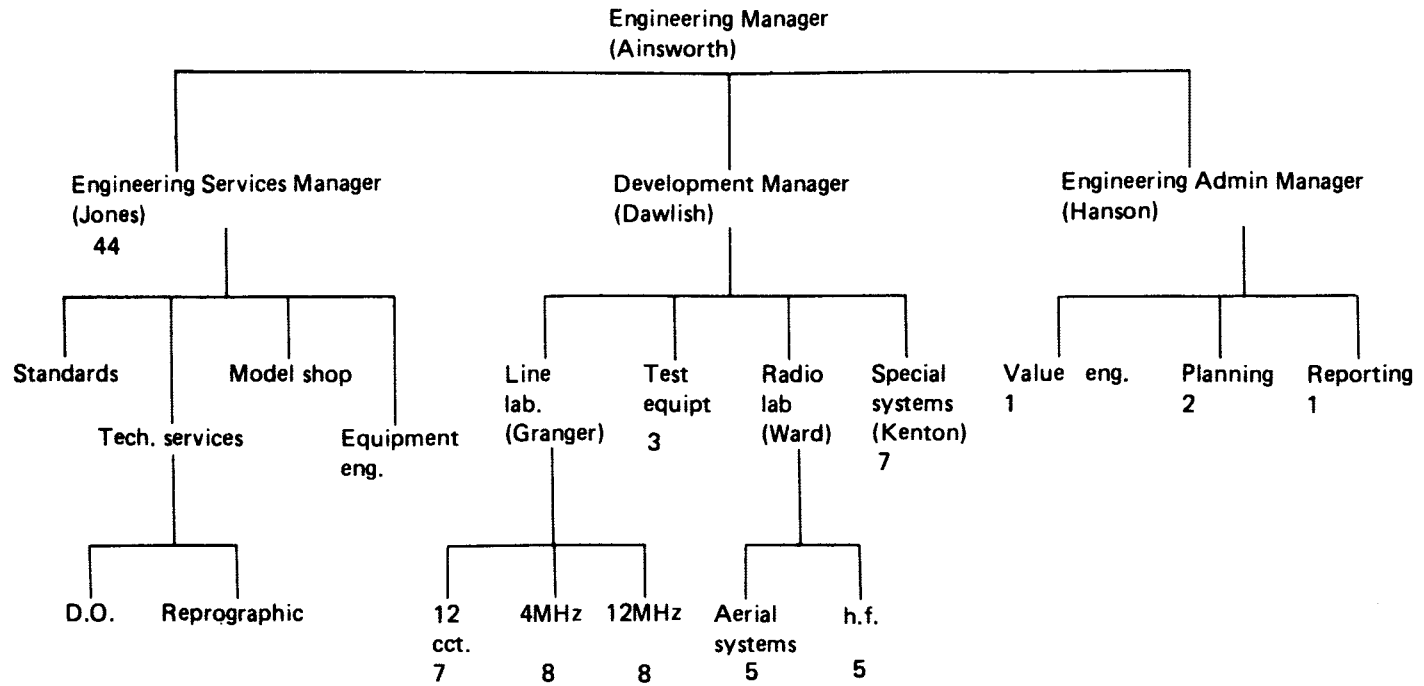 Engineering Manager
(Ainsworth)
Engineering Services Manager
(Jones)
44
Development Manager
(Dawlish)
Engineering Admin Manager
(Hanson)
Standards
Tech. services
Model shop
Equipment
eng.
D.O.
Reprographic
Line
lab.
(Granger)
Test
equipt
3
Radio
lab
(Ward)
Special
systems
(Kenton)
7
12
cct.
7
4MHz
8
12MHz
8
Aerial
systems
5
h.f.
5
Value eng.
1
Planning
2
Reporting
1